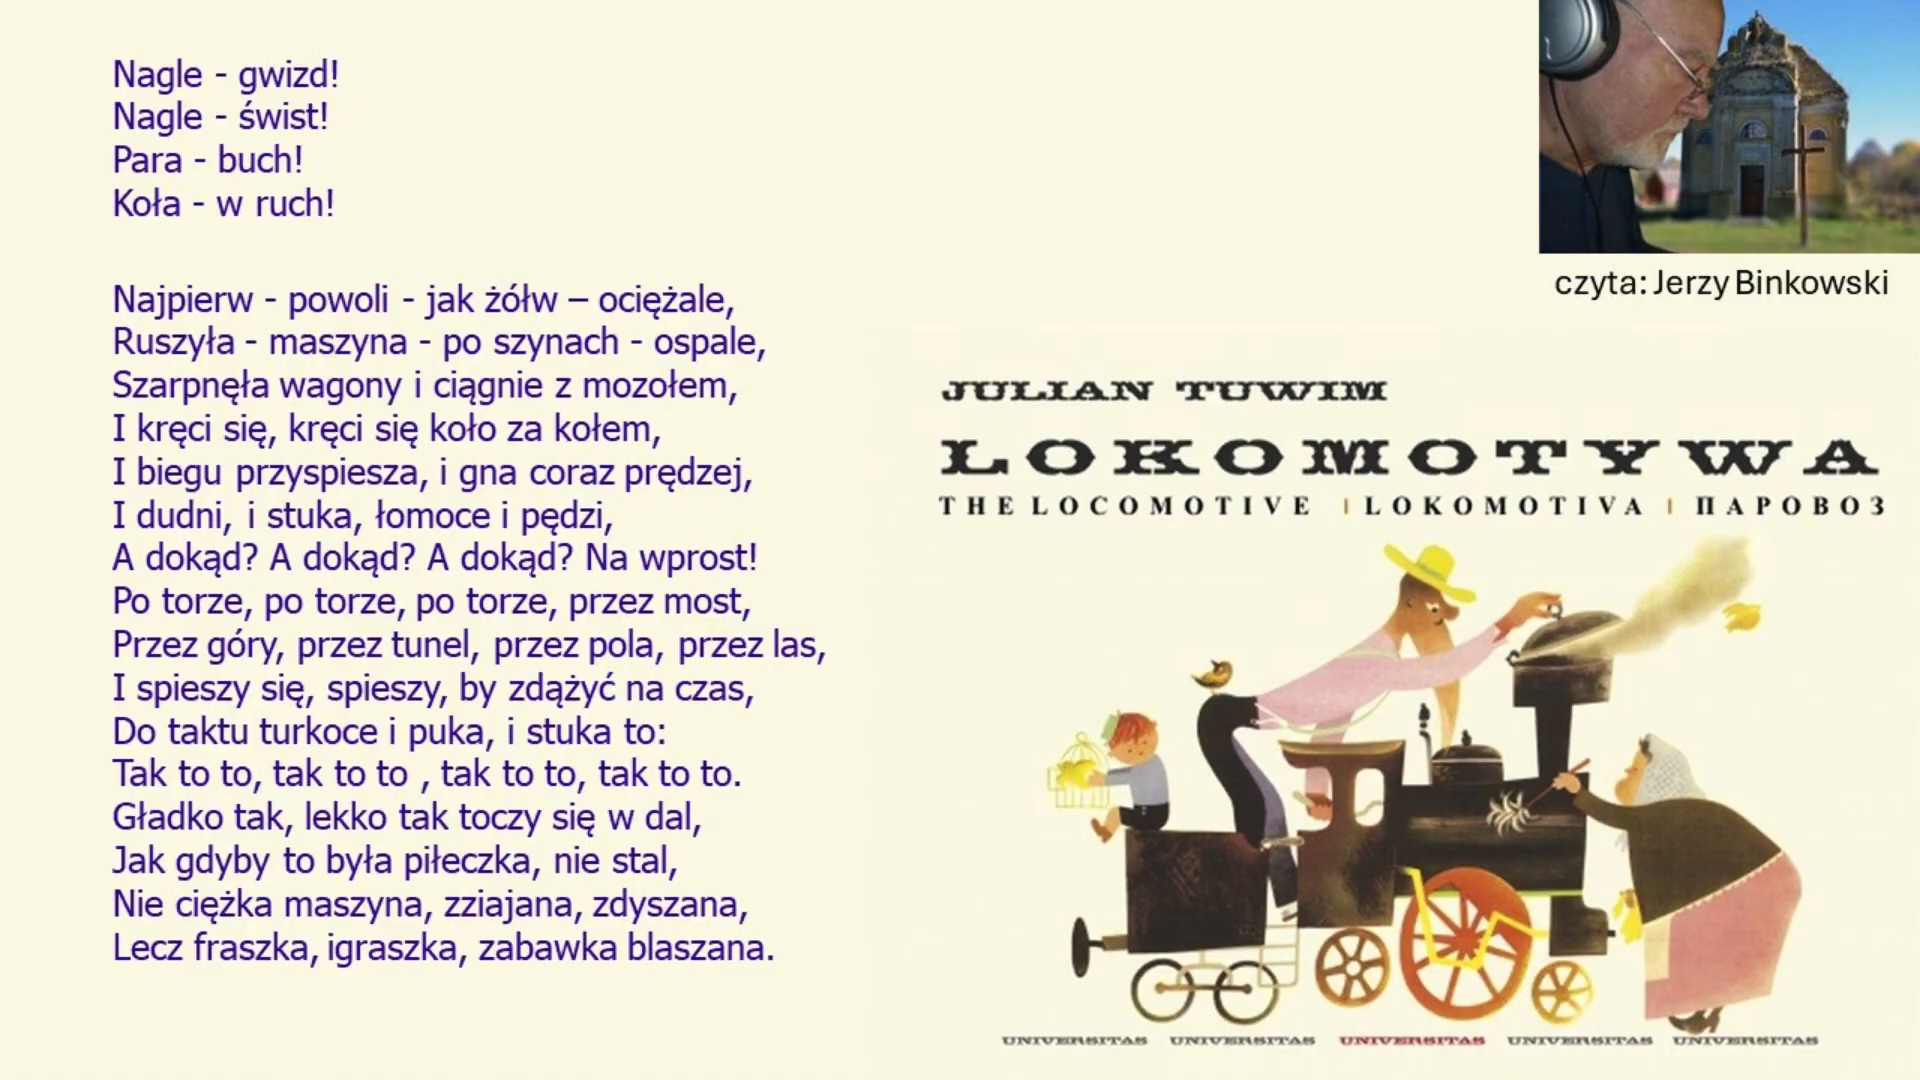 Nagle - gwizd!
Nagle - świst!
Para - buch!
Koła - w ruch!
Najpierw - powoli - jak żółw – ociężale,
Ruszyła - maszyna - po szynach - ospale,
Szarpnęła wagony i ciągnie z mozołem,
I kręci się, kręci się koło za kołem,
I biegu przyspiesza, i gna coraz prędzej,
I dudni, i stuka, łomoce i pędzi,
A dokąd? A dokąd? A dokąd? Na wprost!
Po torze, po torze, po torze, przez most,
Przez góry, przez tunel, przez pola, przez las,
I spieszy się, spieszy, by zdążyć na czas,
Do taktu turkoce i puka, i stuka to:
Tak to to, tak to to , tak to to, tak to to.
Gładko tak, lekko tak toczy się w dal,
Jak gdyby to była piłeczka, nie stal,
Nie ciężka maszyna, zziajana, zdyszana,
Lecz fraszka, igraszka, zabawka blaszana.
czyta: Jerzy Binkowski
JULIAN TUWIM
LOKOMOTYWA
THE LOCOMOTIVE | LOKOMOTIVA | ПАРОВОЗ
UNIVERSITAS UNIVERSITAS UNIVERSITAS UNIVERSITAS UNIVERSITAS